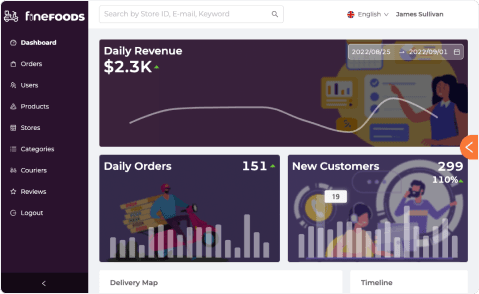 finefoods
Search by Store ID, E-mail, Keyword
English
James Sullivan
Dashboard
Orders
Users
Products
Stores
Categories
Couriers
Reviews
Logout
Daily Revenue
$2.3K
2022/08/25 → 2022/09/01
Daily Orders
151
New Customers
299
110%
19
Delivery Map
Timeline